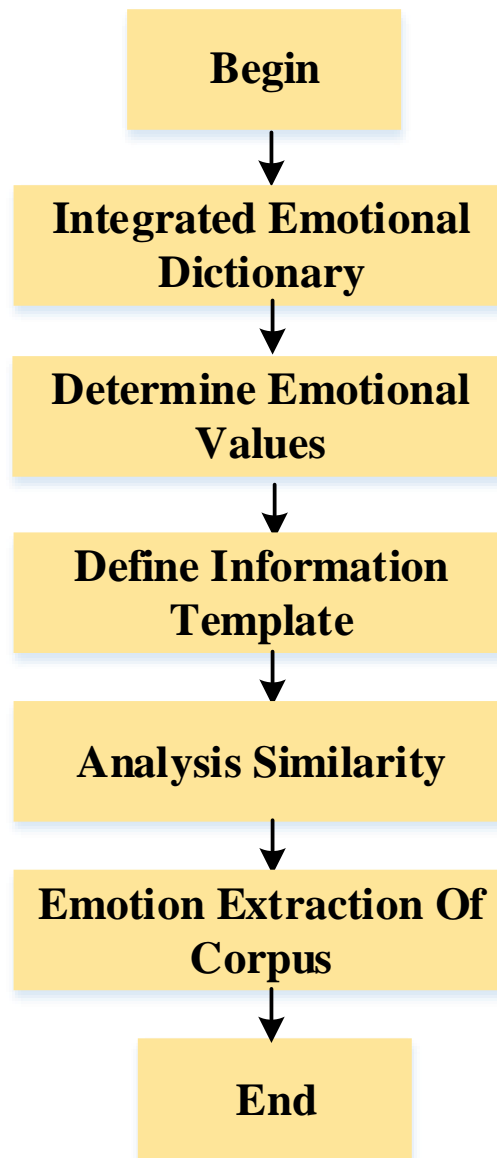 Begin
Integrated Emotional
Dictionary
Determine Emotional
Values
Define Information
Template
Analysis Similarity
Emotion Extraction Of
Corpus
End